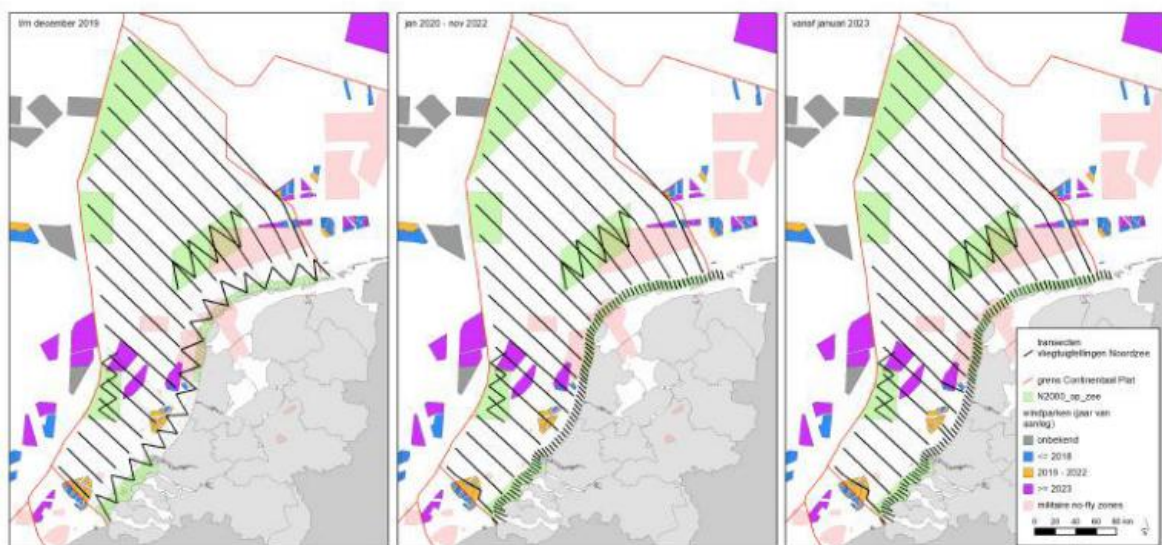 t/m december 2019
jan 2020 - nov 2022
vanaf januari 2023
transecten
vliegtuigtellingen Noordzee
grens Continentaal Plat
N2000_op_zee
windparken (jaar van
aanleg)
onbekend
<= 2018
2019 - 2022
>= 2023
militaire no-fly zones
0 20 40 60 80 km